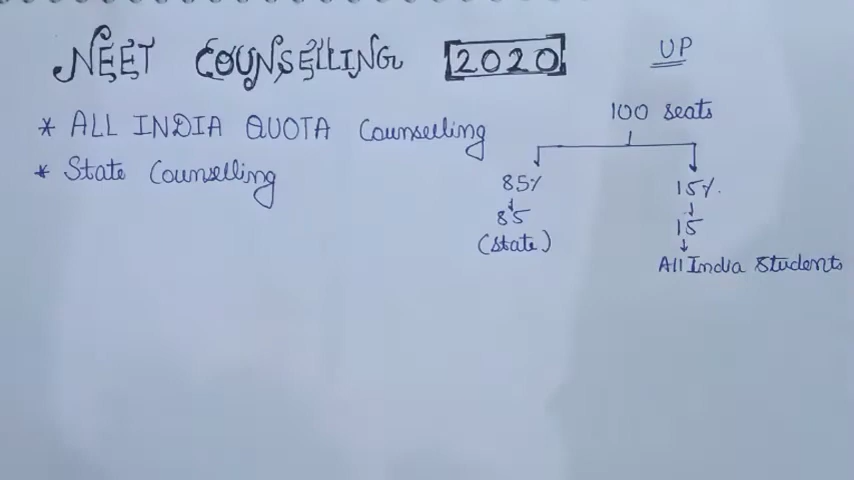 NEET COUNSELLING 2020
UP
* ALL INDIA QUOTA Counselling
* State Counselling
100 seats
85%
85
(State)
15%
15
All India Students